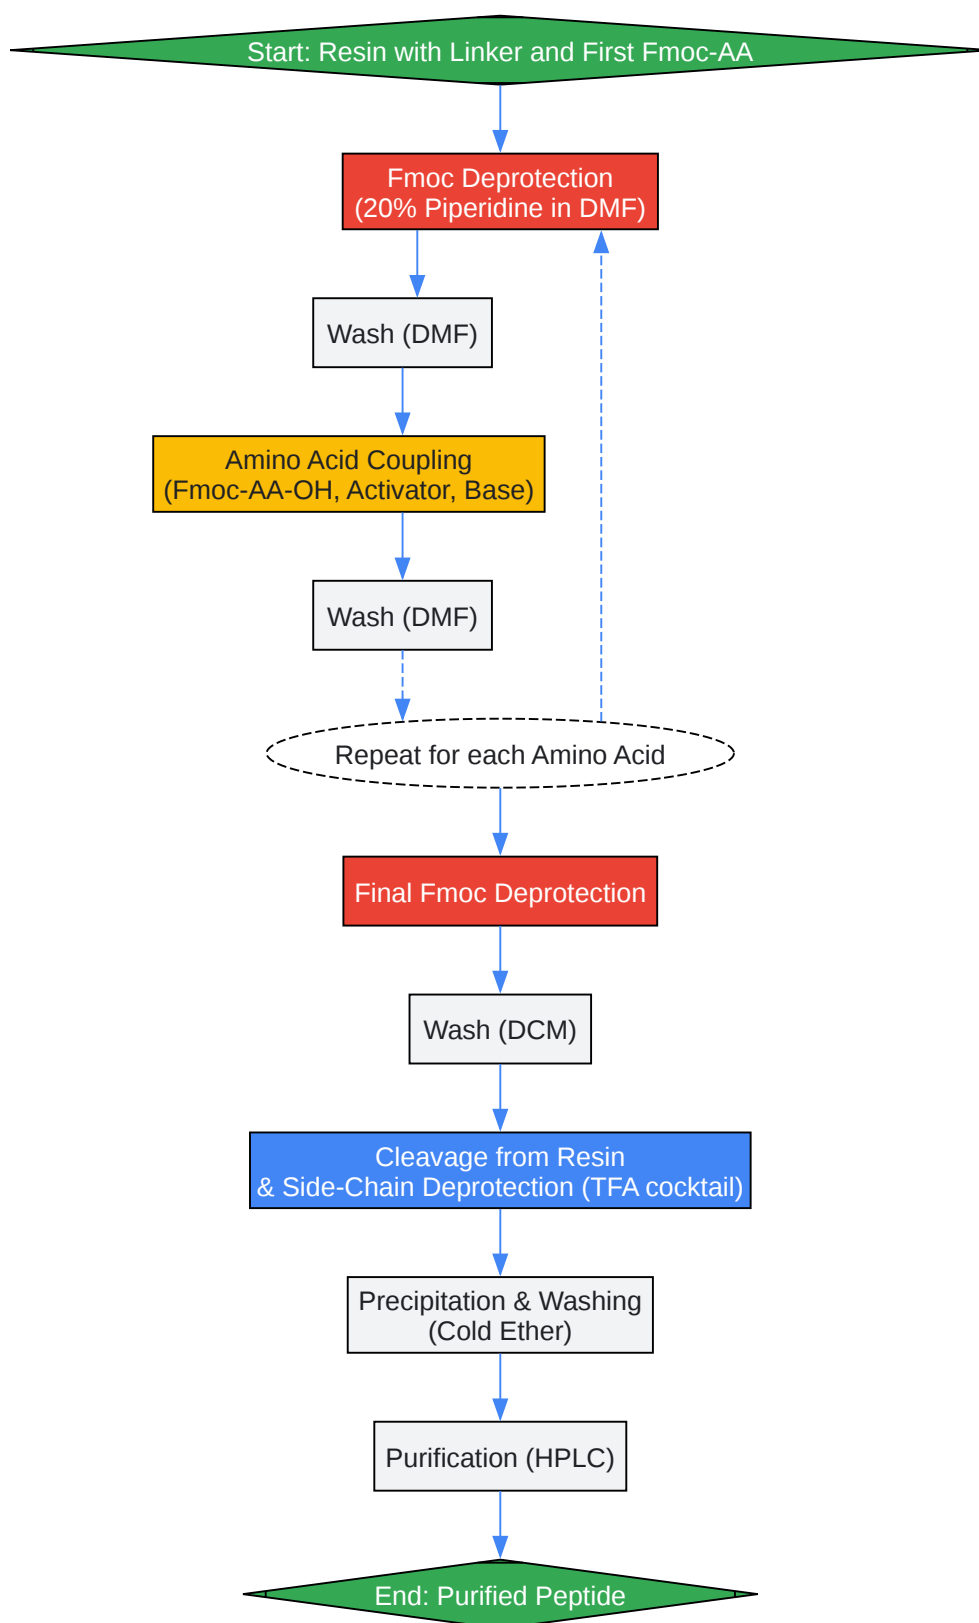 Start: Resin with Linker and First Fmoc-AA
Fmoc Deprotection
(20% Piperidine in DMF)
Wash (DMF)
Amino Acid Coupling
(Fmoc-AA-OH, Activator, Base)
Wash (DMF)
Repeat for each Amino Acid
Final Fmoc Deprotection
Wash (DCM)
Cleavage from Resin
& Side-Chain Deprotection (TFA cocktail)
Precipitation & Washing
(Cold Ether)
Purification (HPLC)
End: Purified Peptide